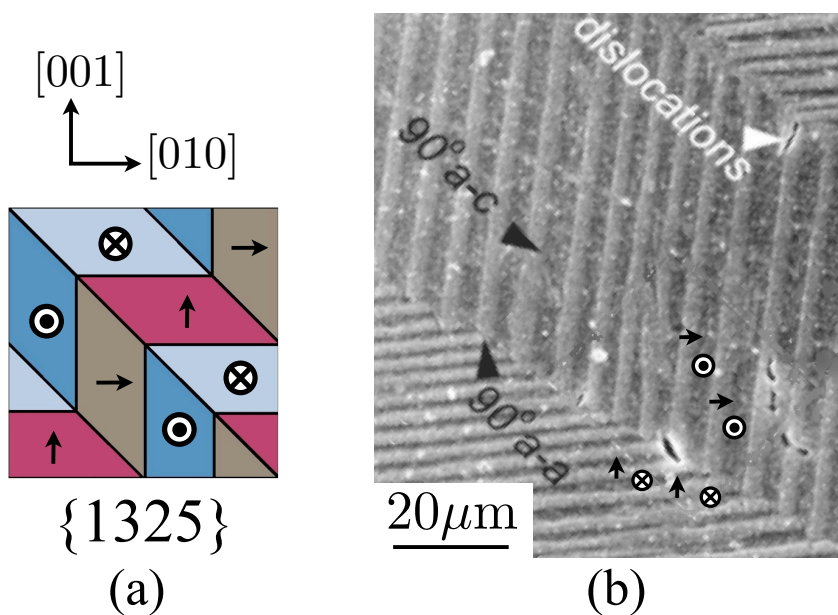 [001]
[010]
{1325}
(a)
dislocations
90° a-c
90° a-a
20μm
(b)